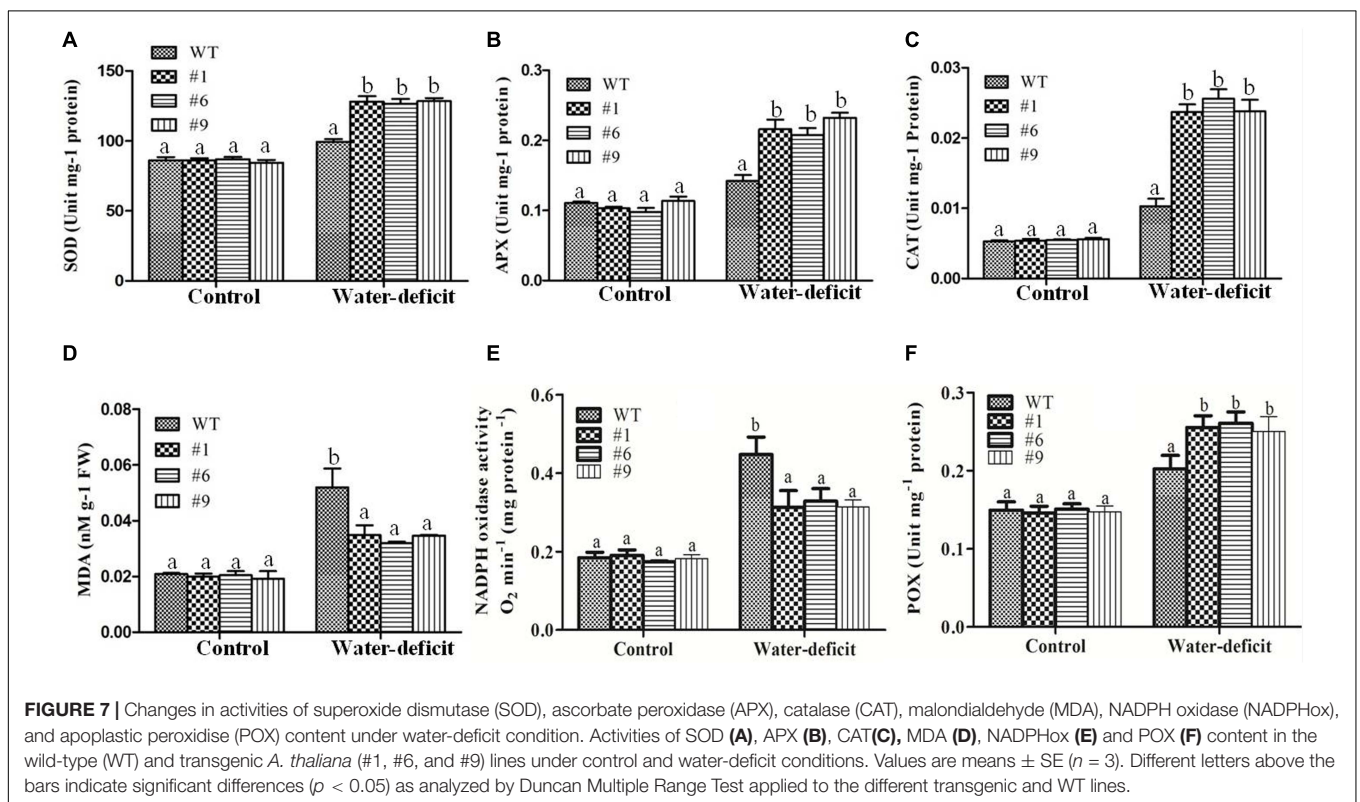 A
WT
#1
#6
#9
SOD (Unit mg-1 protein)
150
100
50
0
a a a a
a b b b
Control Water-deficit
B
WT
#1
#6
#9
APX (Unit mg-1 protein)
0.3
0.2
0.1
0.0
a a a a
a b b b
Control Water-deficit
C
WT
#1
#6
#9
CAT (Unit mg-1 Protein)
0.03
0.02
0.01
0.00
a a a a
a b b b
Control Water-deficit
D
WT
#1
#6
#9
MDA (nM g-1 FW)
0.08
0.06
0.04
0.02
0.00
a a a a
b a a a
Control Water-deficit
E
WT
#1
#6
#9
NADPH oxidase activity
O2 min-1 (mg protein-1)
0.6
0.4
0.2
0.0
a a a a
b a a a
Control Water-deficit
F
WT
#1
#6
#9
POX (Unit mg-1 protein)
0.3
0.2
0.1
0.0
a a a a
a b b b
Control Water-deficit
FIGURE 7 | Changes in activities of superoxide dismutase (SOD), ascorbate peroxidase (APX), catalase (CAT), malondialdehyde (MDA), NADPH oxidase (NADPHox),
and apoplastic peroxidise (POX) content under water-deficit condition. Activities of SOD (A), APX (B), CAT(C), MDA (D), NADPHox (E) and POX (F) content in the
wild-type (WT) and transgenic A. thaliana (#1, #6, and #9) lines under control and water-deficit conditions. Values are means ± SE (n = 3). Different letters above the
bars indicate significant differences (p < 0.05) as analyzed by Duncan Multiple Range Test applied to the different transgenic and WT lines.